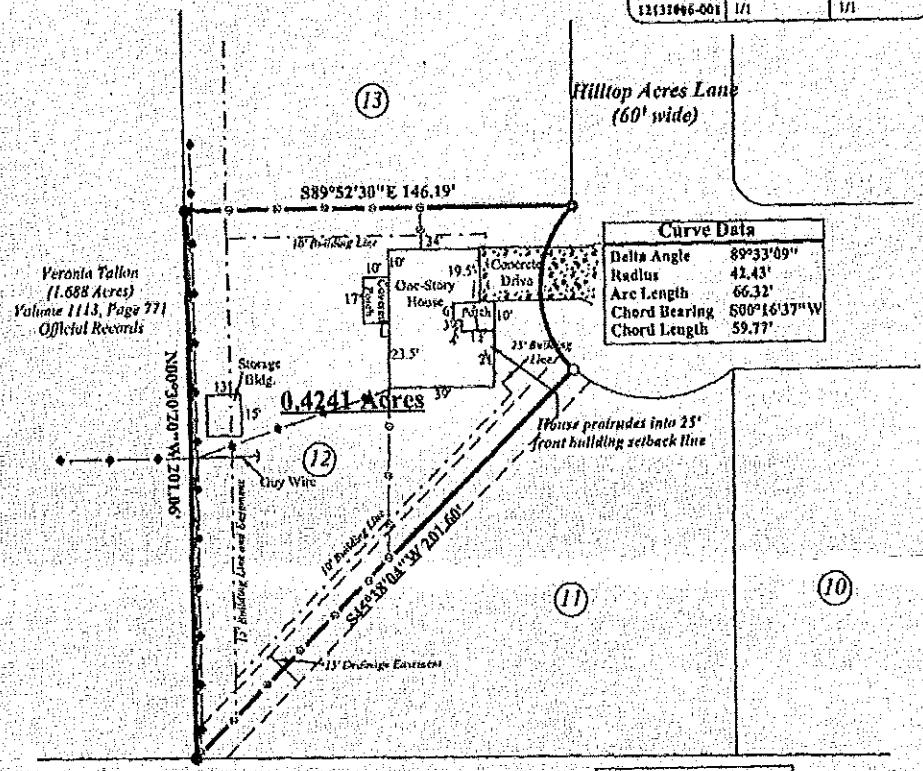 12132086-001 1/1 1/1
Hilltop Acres Lane
(60' wide)
13
S89°52'30"E 146.19'
Curve Data
Delta Angle 89°33'09"
Radius 42.43'
Arc Length 66.32'
Chord Bearing S00°16'37"W
Chord Length 59.77'
10' Building Line
34'
Veronia Tallon
(1.688 Acres)
Volume 1113, Page 771
Official Records
10'
10'
19.5'
Concrete
Drive
One-Story
House
17'
Covered
Porch
Porch
10'
25' Building
Line
23.5'
Storage
Bldg.
13'
15'
0.4241 Acres
39'
House protrudes into 25'
front building setback line
N00°30'20"W 201.06'
12
Guy Wire
10' Building Line
S45°18'04"W 201.60'
15' Building Line and Easement
11
10
15' Drainage Easement